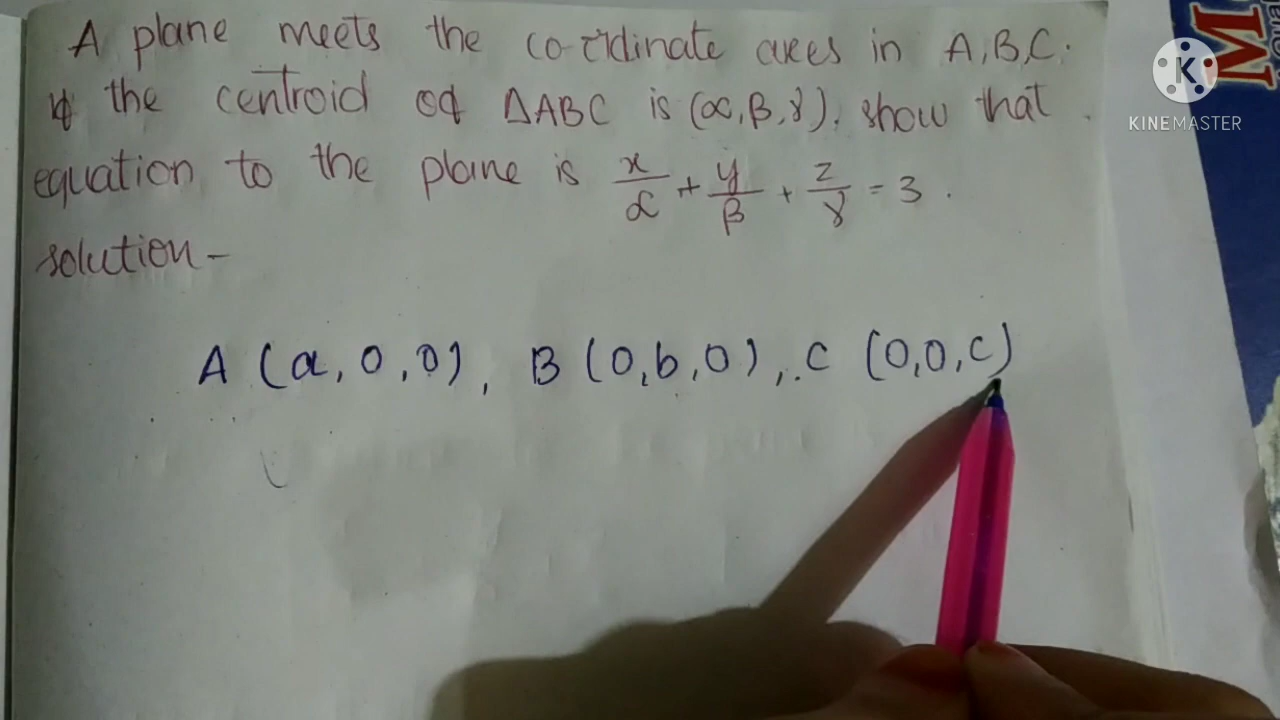 A plane meets the co-ordinate axes in A, B, C.
If the centroid of ΔABC is (α, β, γ). show that
equation to the plane is x/α + y/β + z/γ = 3.
solution -
A (a, 0, 0), B (0, b, 0), C (0, 0, c)
K
KINEMASTER
M